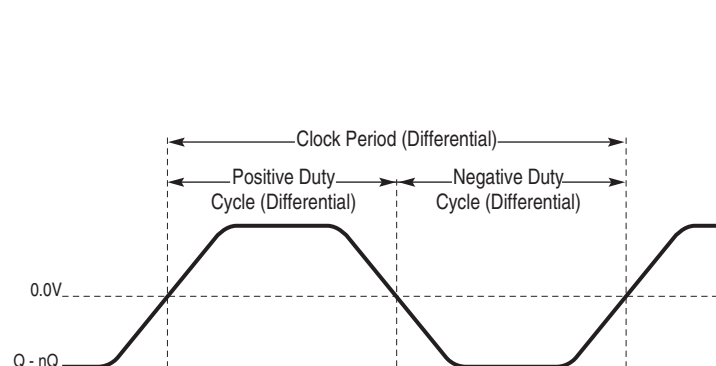 Clock Period (Differential)
Positive Duty
Cycle (Differential)
Negative Duty
Cycle (Differential)
0.0V
Q - nQ